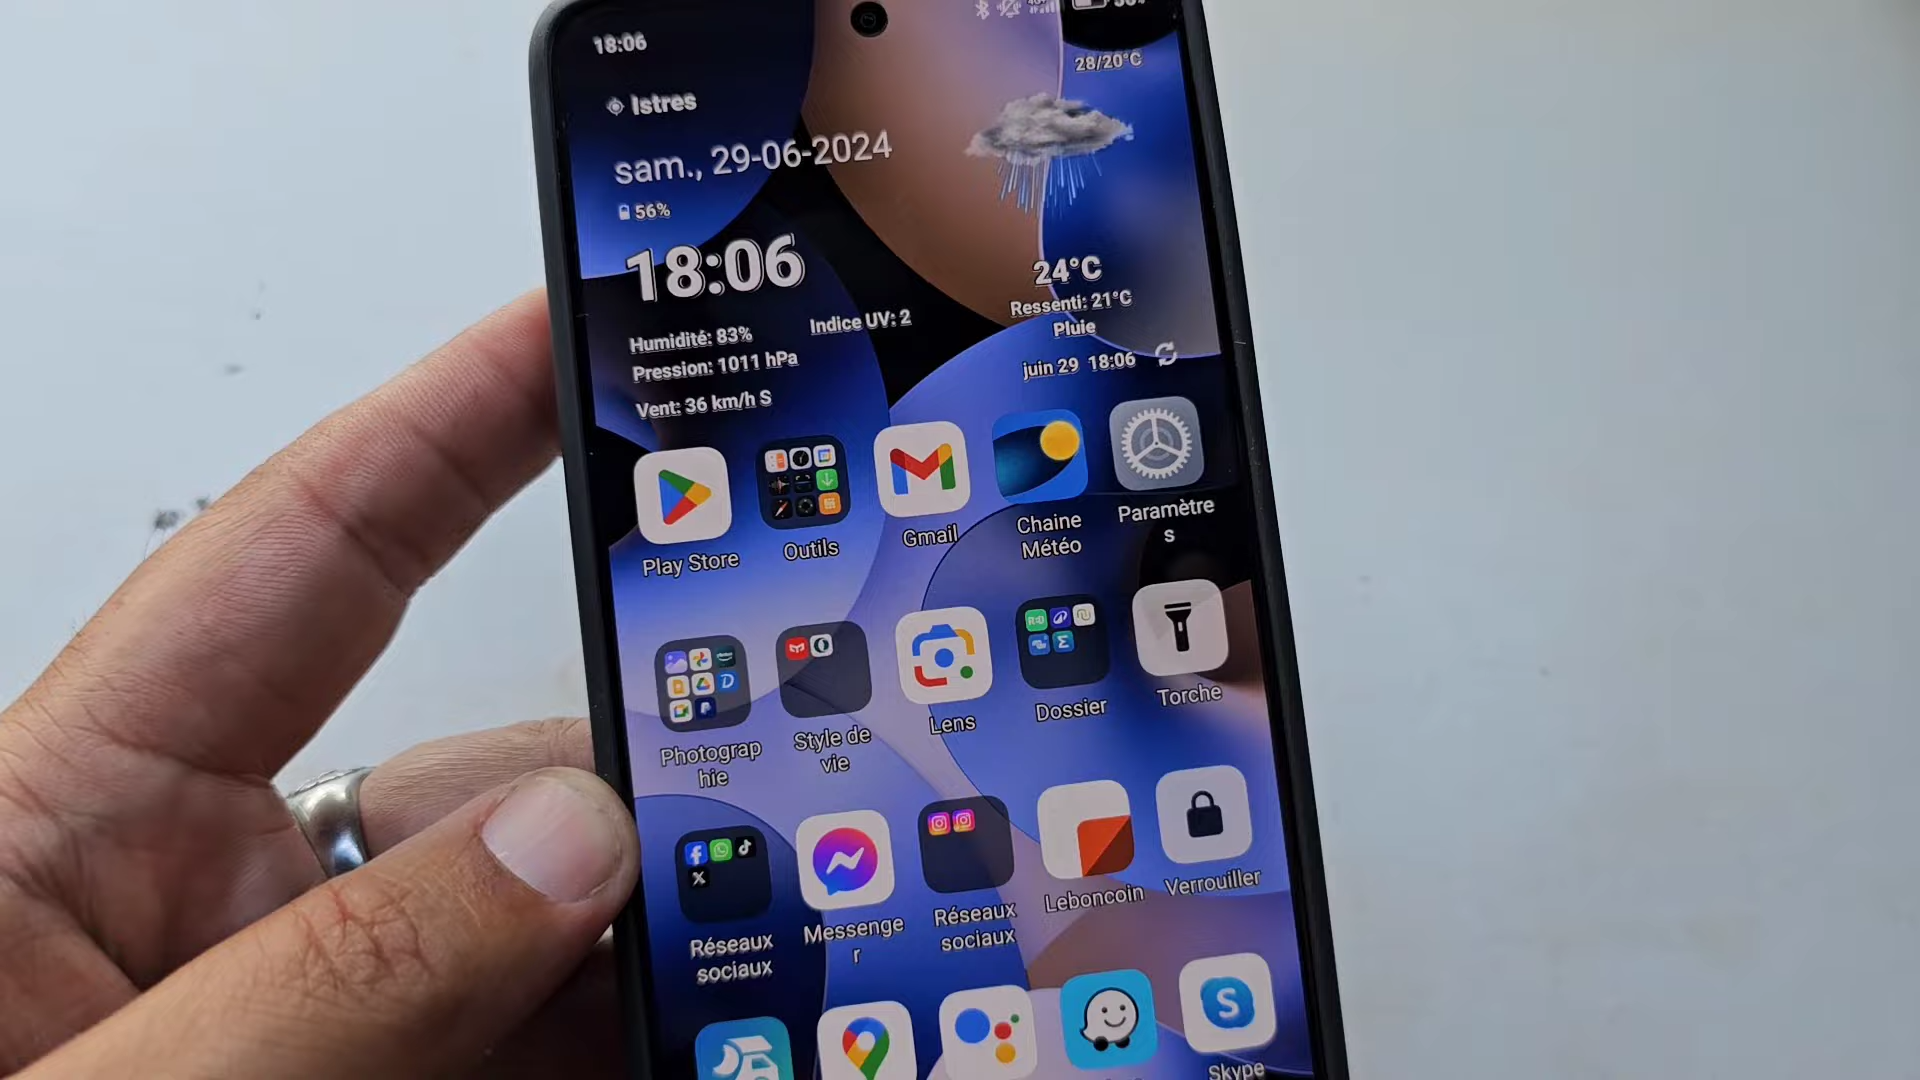 18:06
28/20°C
Istres
sam., 29-06-2024
56%
18:06
24°C
Ressenti: 21°C
Pluie
juin 29 18:06
Humidité: 83%
Indice UV: 2
Pression: 1011 hPa
Vent: 36 km/h S
Play Store
Outils
Gmail
Chaine
Météo
Paramètre
s
Photograp
hie
Style de
vie
Lens
Dossier
Torche
Réseaux
sociaux
Messenge
r
Réseaux
sociaux
Leboncoin
Verrouiller
S
Skype